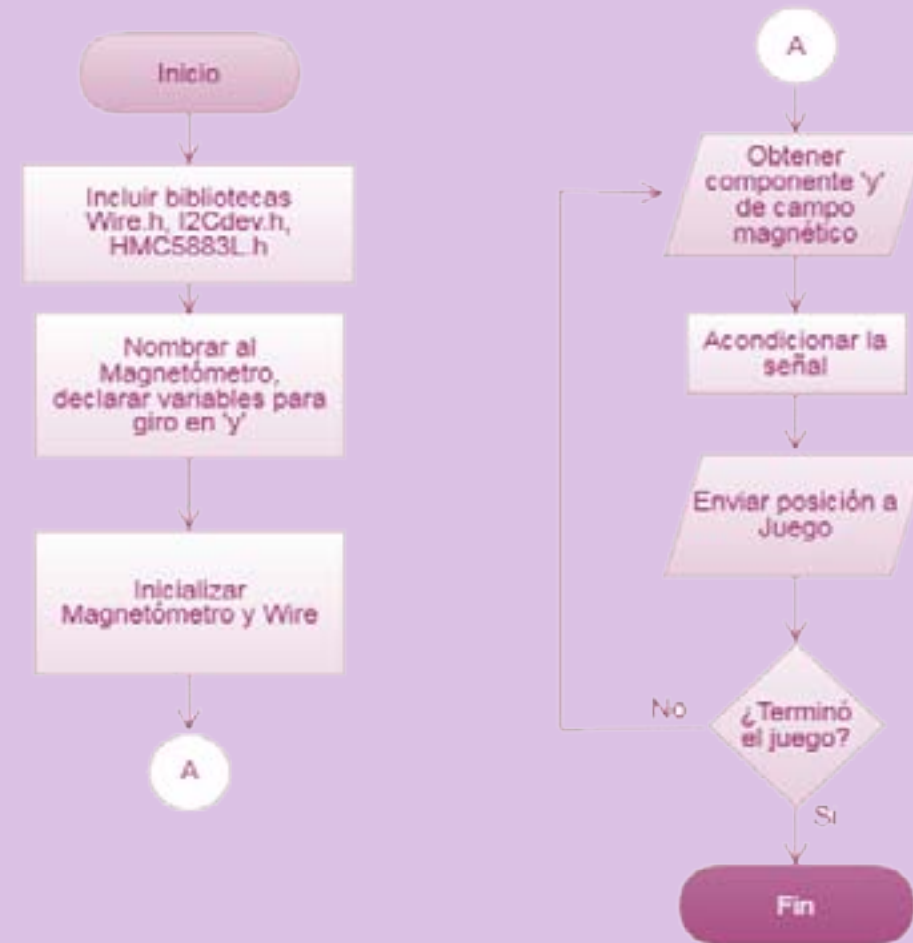 Inicio
Incluir bibliotecas
Wire.h, I2Cdev.h,
HMC5883L.h
Nombrar al
Magnetómetro,
declarar variables para
giro en 'y'
Inicializar
Magnetómetro y Wire
A
A
Obtener
componente 'y'
de campo
magnético
Acondicionar la
señal
Enviar posición a
Juego
¿Terminó
el juego?
No
Si
Fin